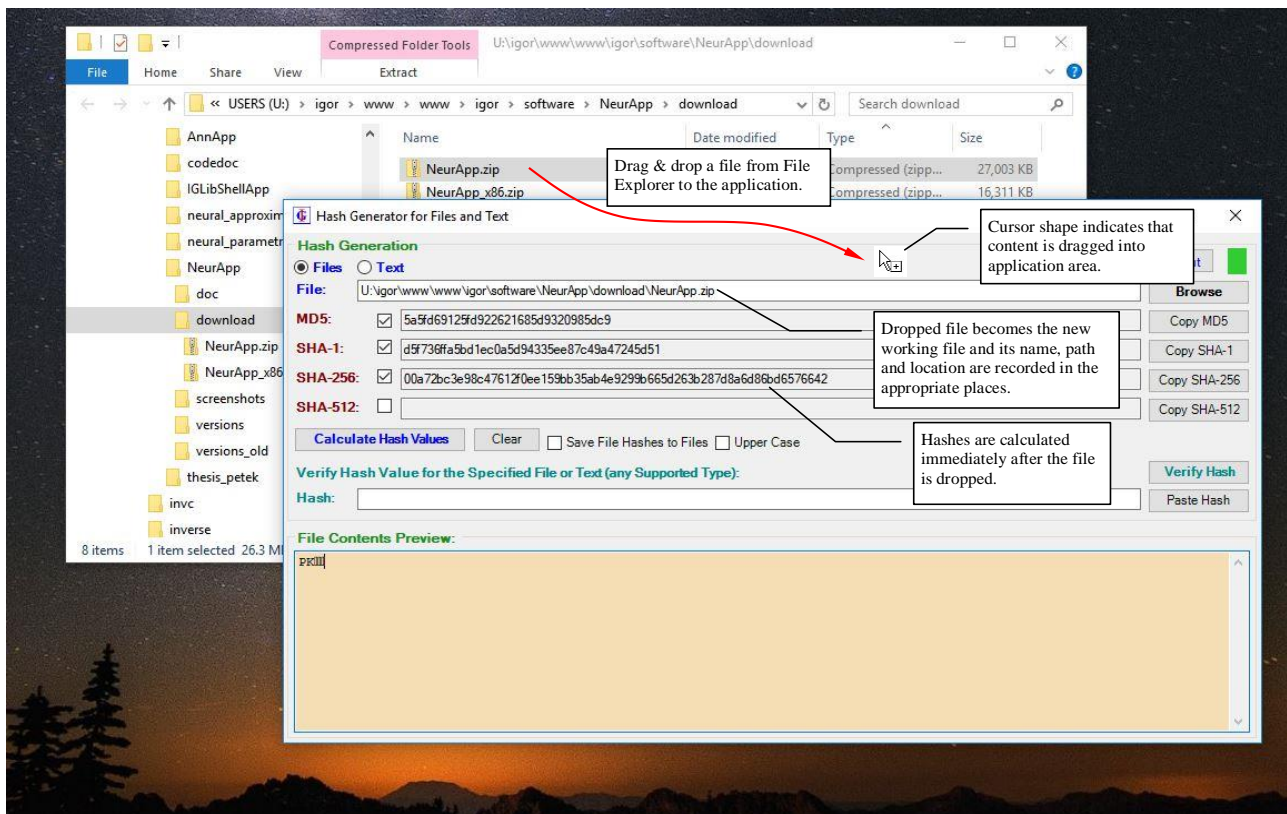 Compressed Folder Tools
U:\igor\www\www\igor\software\NeurApp\download
File
Home
Share
View
Extract
« USERS (U:) › igor › www › www › igor › software › NeurApp › download
Search download
AnnApp
codedoc
IGLibShellApp
neural_approxim
neural_parametr
NeurApp
doc
download
NeurApp.zip
NeurApp_x86
screenshots
versions
versions_old
thesis_petek
invc
inverse
8 items
1 item selected 26.3 M
Name
Date modified
Type
Size
NeurApp.zip
Compressed (zipp...
27,003 KB
NeurApp_x86.zip
Compressed (zipp...
16,311 KB
Drag & drop a file from File
Explorer to the application.
Hash Generator for Files and Text
Cursor shape indicates that
content is dragged into
application area.
Hash Generation
Files
Text
File:
U:\igor\www\www\igor\software\NeurApp\download\NeurApp.zip
Browse
MD5:
5a5fd69125fd922621685d9320985dc9
Copy MD5
SHA-1:
d5f736ffa5bd1ec0a5d94335ee87c49a47245d51
Copy SHA-1
SHA-256:
00a72bc3e98c47612f0ee159bb35ab4e9299b665d263b287d8a6d86bd6576642
Copy SHA-256
SHA-512:
Copy SHA-512
Dropped file becomes the new
working file and its name, path
and location are recorded in the
appropriate places.
Calculate Hash Values
Clear
Save File Hashes to Files
Upper Case
Hashes are calculated
immediately after the file
is dropped.
Verify Hash Value for the Specified File or Text (any Supported Type):
Verify Hash
Hash:
Paste Hash
File Contents Preview: